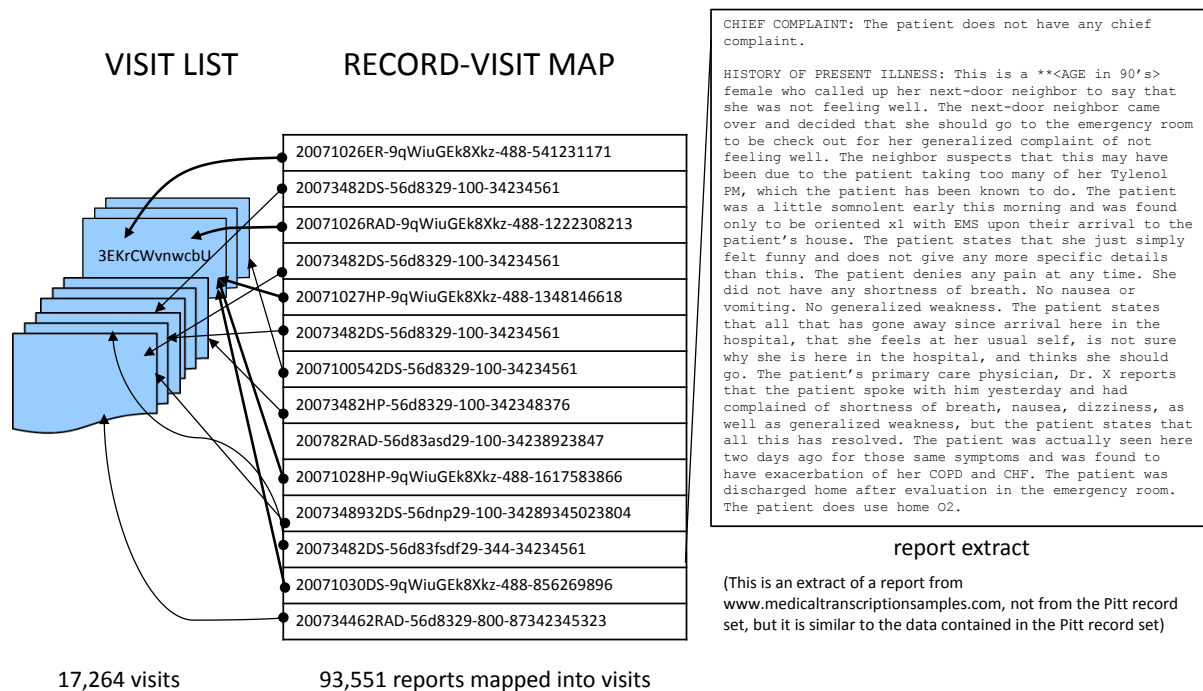 VISIT LIST
RECORD-VISIT MAP
3EKrCWvnwcbU
20071026ER-9qWiuGEk8Xkz-488-541231171
20073482DS-56d8329-100-34234561
20071026RAD-9qWiuGEk8Xkz-488-1222308213
20073482DS-56d8329-100-34234561
20071027HP-9qWiuGEk8Xkz-488-1348146618
20073482DS-56d8329-100-34234561
2007100542DS-56d8329-100-34234561
20073482HP-56d8329-100-342348376
200782RAD-56d83asd29-100-34238923847
20071028HP-9qWiuGEk8Xkz-488-1617583866
2007348932DS-56dnp29-100-34289345023804
20073482DS-56d83fsdf29-344-34234561
20071030DS-9qWiuGEk8Xkz-488-856269896
200734462RAD-56d8329-800-87342345323
17,264 visits
93,551 reports mapped into visits
CHIEF COMPLAINT: The patient does not have any chief
complaint.
HISTORY OF PRESENT ILLNESS: This is a **<AGE in 90's>
female who called up her next-door neighbor to say that
she was not feeling well. The next-door neighbor came
over and decided that she should go to the emergency room
to be check out for her generalized complaint of not
feeling well. The neighbor suspects that this may have
been due to the patient taking too many of her Tylenol
PM, which the patient has been known to do. The patient
was a little somnolent early this morning and was found
only to be oriented x1 with EMS upon their arrival to the
patient's house. The patient states that she just simply
felt funny and does not give any more specific details
than this. The patient denies any pain at any time. She
did not have any shortness of breath. No nausea or
vomiting. No generalized weakness. The patient states
that all that has gone away since arrival here in the
hospital, that she feels at her usual self, is not sure
why she is here in the hospital, and thinks she should
go. The patient's primary care physician, Dr. X reports
that the patient spoke with him yesterday and had
complained of shortness of breath, nausea, dizziness, as
well as generalized weakness, but the patient states that
all this has resolved. The patient was actually seen here
two days ago for those same symptoms and was found to
have exacerbation of her COPD and CHF. The patient was
discharged home after evaluation in the emergency room.
The patient does use home O2.
report extract
(This is an extract of a report from
www.medicaltranscriptionsamples.com, not from the Pitt record
set, but it is similar to the data contained in the Pitt record set)